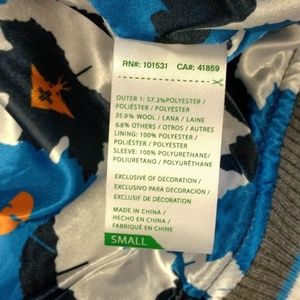 RN#: 101531 CA#: 41859
OUTER 1: 57.3%POLYESTER /
POLIÉSTER / POLYESTER
35.9% WOOL / LANA / LAINE
6.8% OTHERS / OTROS / AUTRES
LINING: 100% POLYESTER /
POLIÉSTER / POLYESTER
SLEEVE: 100% POLYURETHANE/
POLIURETANO / POLYURÉTHANE
EXCLUSIVE OF DECORATION /
EXCLUSIVO PARA DECORACIÓN /
EXCLUSIF DE DÉCORATION
MADE IN CHINA /
HECHO EN CHINA /
FABRIQUÉ EN CHINE
SMALL